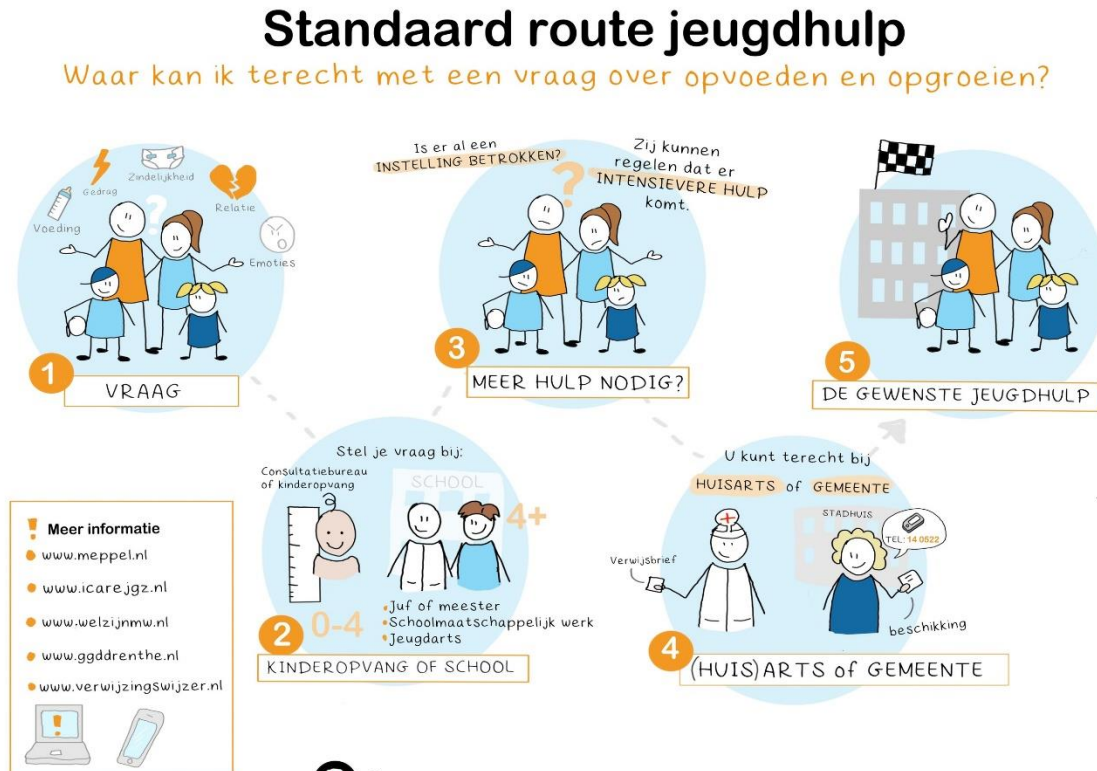 Standaard route jeugdhulp
Waar kan ik terecht met een vraag over opvoeden en opgroeien?
Voeding
Gedrag
Zindelijkheid
Relatie
Emoties
?
1
VRAAG
Stel je vraag bij:
Consultatiebureau
of kinderopvang
SCHOOL
4+
0-4
Juf of meester
Schoolmaatschappelijk werk
Jeugdarts
2
KINDEROPVANG OF SCHOOL
Is er al een
INSTELLING BETROKKEN?
Zij kunnen
regelen dat er
INTENSIEVERE HULP
komt.
?
3
MEER HULP NODIG?
U kunt terecht bij
HUISARTS of GEMEENTE
STADHUIS
TEL: 14 0522
Verwijsbrief
beschikking
4
(HUIS)ARTS of GEMEENTE
5
DE GEWENSTE JEUGDHULP
! Meer informatie
www.meppel.nl
www.icarejgz.nl
www.welzijnmw.nl
www.ggddrenthe.nl
www.verwijzingswijzer.nl
!